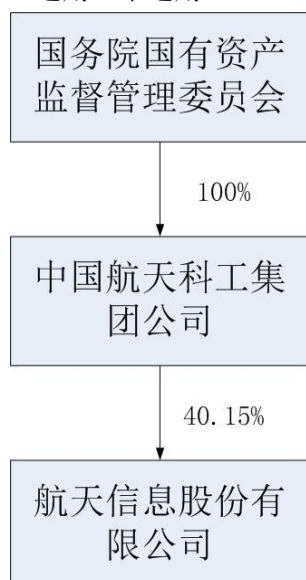 国务院国有资产
监督管理委员会
100%
中国航天科工集
团公司
40.15%
航天信息股份有
限公司